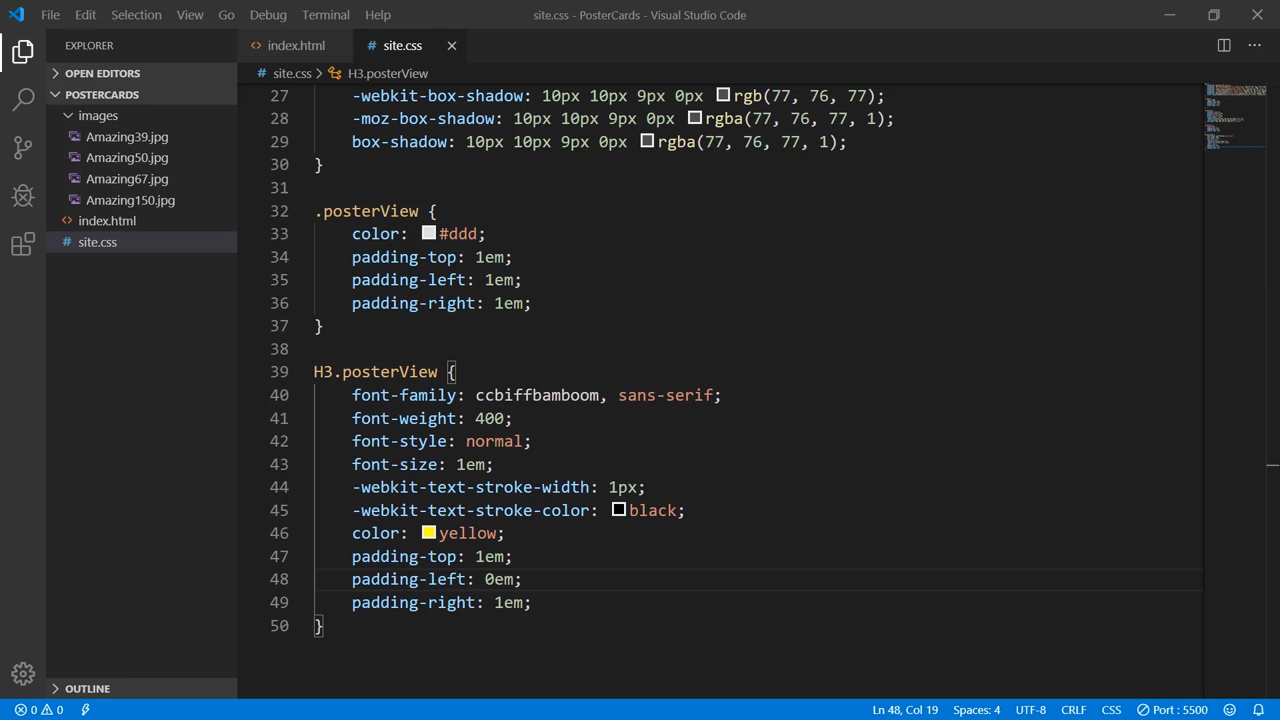 File Edit Selection View Go Debug Terminal Help site.css - PosterCards - Visual Studio Code
EXPLORER
OPEN EDITORS
POSTERCARDS
images
Amazing39.jpg
Amazing50.jpg
Amazing67.jpg
Amazing150.jpg
index.html
site.css
OUTLINE
index.html site.css
site.css > H3.posterView
27 -webkit-box-shadow: 10px 10px 9px 0px rgb(77, 76, 77);
28 -moz-box-shadow: 10px 10px 9px 0px rgba(77, 76, 77, 1);
29 box-shadow: 10px 10px 9px 0px rgba(77, 76, 77, 1);
30 }
31
32 .posterView {
33 color: #ddd;
34 padding-top: 1em;
35 padding-left: 1em;
36 padding-right: 1em;
37 }
38
39 H3.posterView {
40 font-family: ccbiffbamboom, sans-serif;
41 font-weight: 400;
42 font-style: normal;
43 font-size: 1em;
44 -webkit-text-stroke-width: 1px;
45 -webkit-text-stroke-color: black;
46 color: yellow;
47 padding-top: 1em;
48 padding-left: 0em;
49 padding-right: 1em;
50 }
0 0 Ln 48, Col 19 Spaces: 4 UTF-8 CRLF CSS Port : 5500